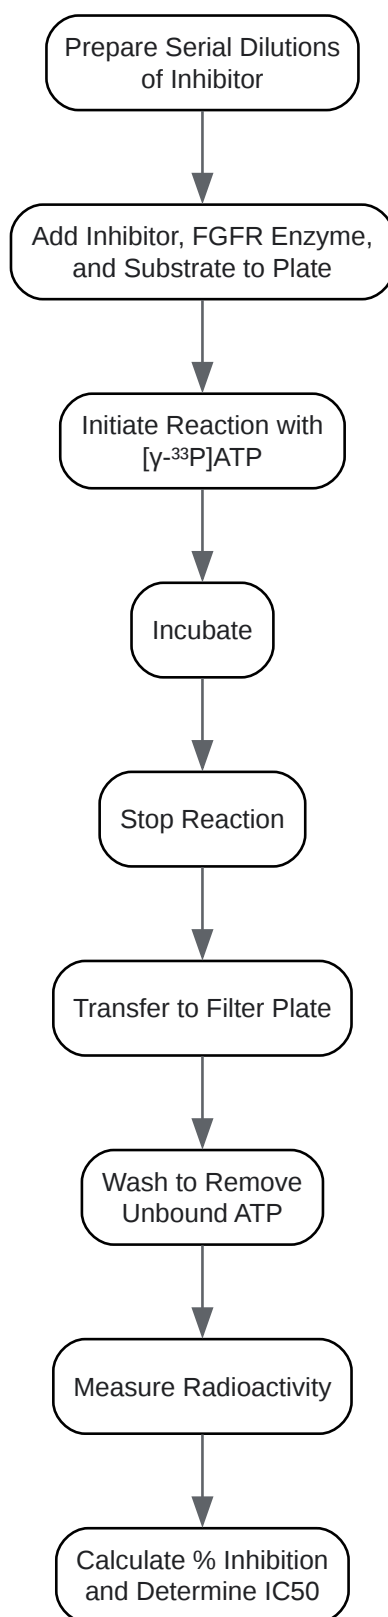 Prepare Serial Dilutions
of Inhibitor
Add Inhibitor, FGFR Enzyme,
and Substrate to Plate
Initiate Reaction with
[γ-³³P]ATP
Incubate
Stop Reaction
Transfer to Filter Plate
Wash to Remove
Unbound ATP
Measure Radioactivity
Calculate % Inhibition
and Determine IC50